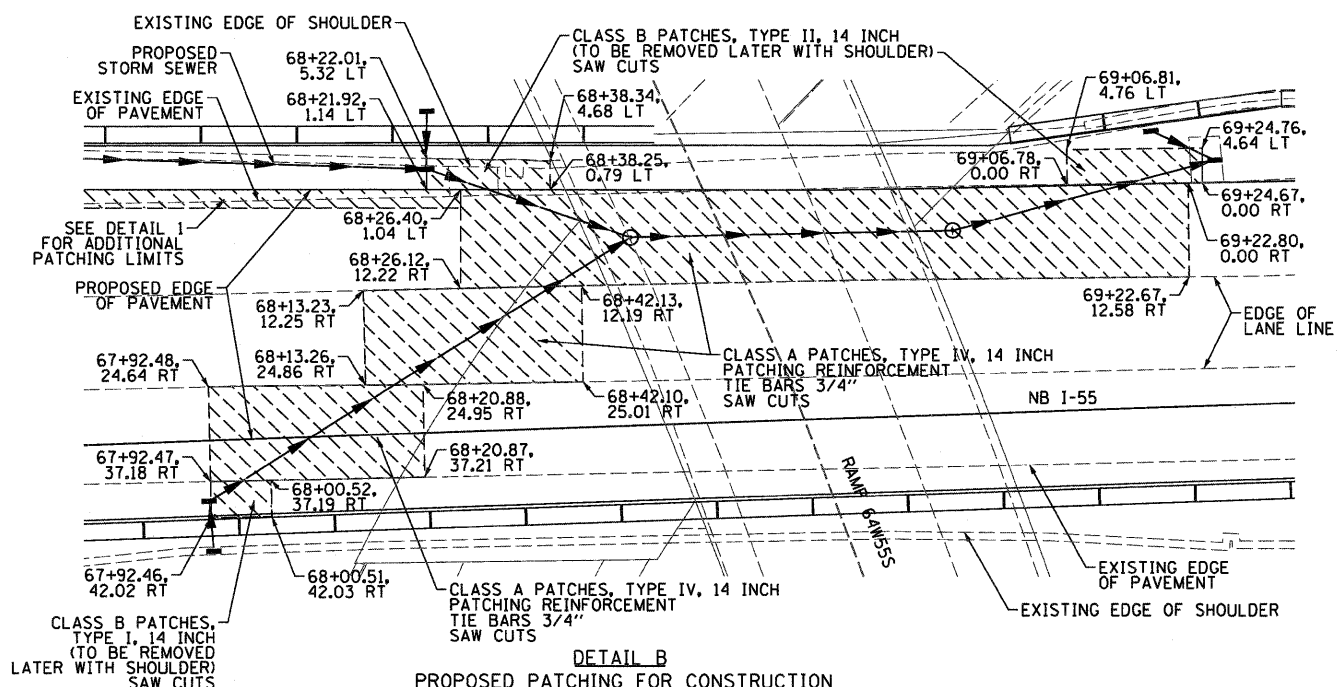 EXISTING EDGE OF SHOULDER
PROPOSED
STORM SEWER
EXISTING EDGE
OF PAVEMENT
68+22.01,
5.32 LT
68+21.92,
1.14 LT
CLASS B PATCHES, TYPE II, 14 INCH
(TO BE REMOVED LATER WITH SHOULDER)
SAW CUTS
68+38.34,
4.68 LT
68+38.25,
0.79 LT
69+06.81,
4.76 LT
69+06.78,
0.00 RT
69+24.76,
4.64 LT
69+24.67,
0.00 RT
69+22.80,
0.00 RT
SEE DETAIL 1
FOR ADDITIONAL
PATCHING LIMITS
68+26.40,
1.04 LT
68+26.12,
12.22 RT
PROPOSED EDGE
OF PAVEMENT
68+13.23,
12.25 RT
68+42.13,
12.19 RT
69+22.67,
12.58 RT
EDGE OF
LANE LINE
67+92.48,
24.64 RT
68+13.26,
24.86 RT
CLASS A PATCHES, TYPE IV, 14 INCH
PATCHING REINFORCEMENT
TIE BARS 3/4"
SAW CUTS
68+20.88,
24.95 RT
68+42.10,
25.01 RT
NB I-55
67+92.47,
37.18 RT
68+20.87,
37.21 RT
68+00.52,
37.19 RT
RAMP 64W55S
67+92.46,
42.02 RT
68+00.51,
42.03 RT
CLASS A PATCHES, TYPE IV, 14 INCH
PATCHING REINFORCEMENT
TIE BARS 3/4"
SAW CUTS
EXISTING EDGE
OF PAVEMENT
EXISTING EDGE OF SHOULDER
CLASS B PATCHES,
TYPE I, 14 INCH
(TO BE REMOVED
LATER WITH SHOULDER)
SAW CUTS
DETAIL B
PROPOSED PATCHING FOR CONSTRUCTION